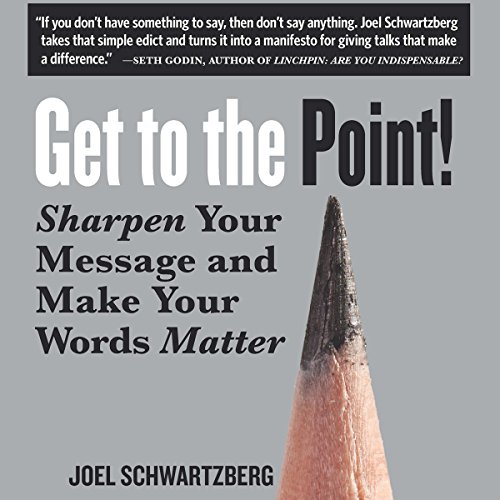 “If you don’t have something to say, then don’t say anything. Joel Schwartzberg
takes that simple edict and turns it into a manifesto for giving talks that make
a difference.” —SETH GODIN, AUTHOR OF LINCHPIN: ARE YOU INDISPENSABLE?
Get to the Point!
Sharpen Your
Message and
Make Your
Words Matter
JOEL SCHWARTZBERG